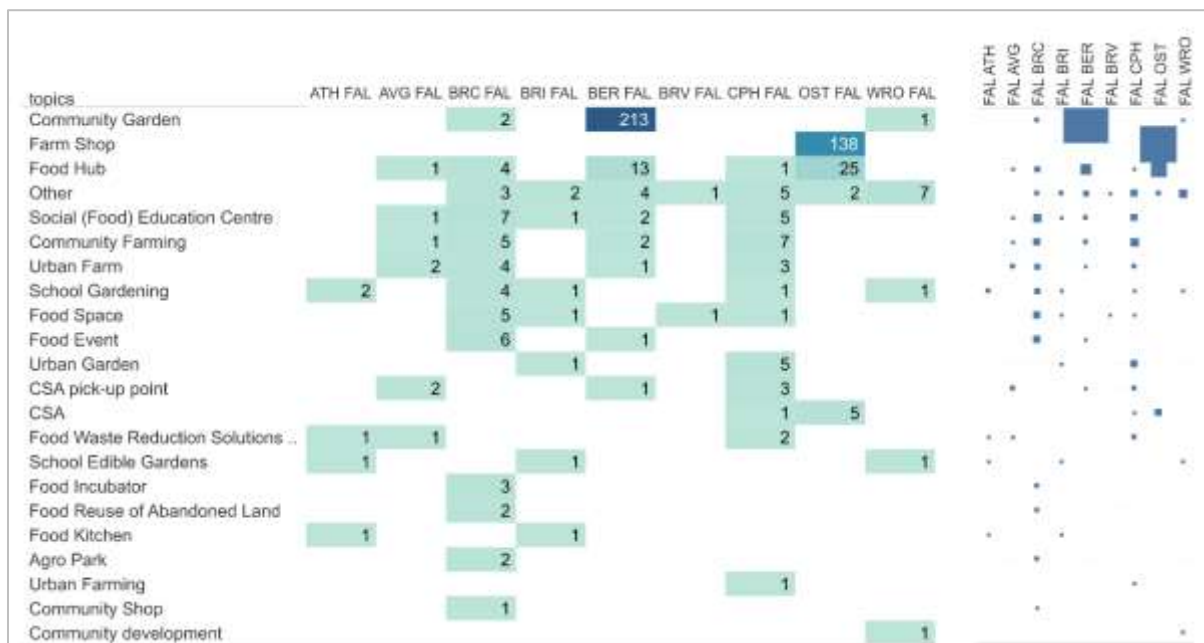 topics ATH FAL AVG FAL BRC FAL BRI FAL BER FAL BRV FAL CPH FAL OST FAL WRO FAL FAL ATH FAL AVG FAL BRC FAL BRI FAL BER FAL BRV FAL CPH FAL OST FAL WRO
Community Garden 2 213 1
Farm Shop 138
Food Hub 1 4 13 1 25
Other 3 2 4 1 5 2 7
Social (Food) Education Centre 1 7 1 2 5
Community Farming 1 5 2 7
Urban Farm 2 4 1 3
School Gardening 2 4 1 1 1
Food Space 5 1 1 1
Food Event 6 1
Urban Garden 1 5
CSA pick-up point 2 1 3
CSA 1 5
Food Waste Reduction Solutions .. 1 1 2
School Edible Gardens 1 1 1
Food Incubator 3
Food Reuse of Abandoned Land 2
Food Kitchen 1 1
Agro Park 2
Urban Farming 1
Community Shop 1
Community development 1